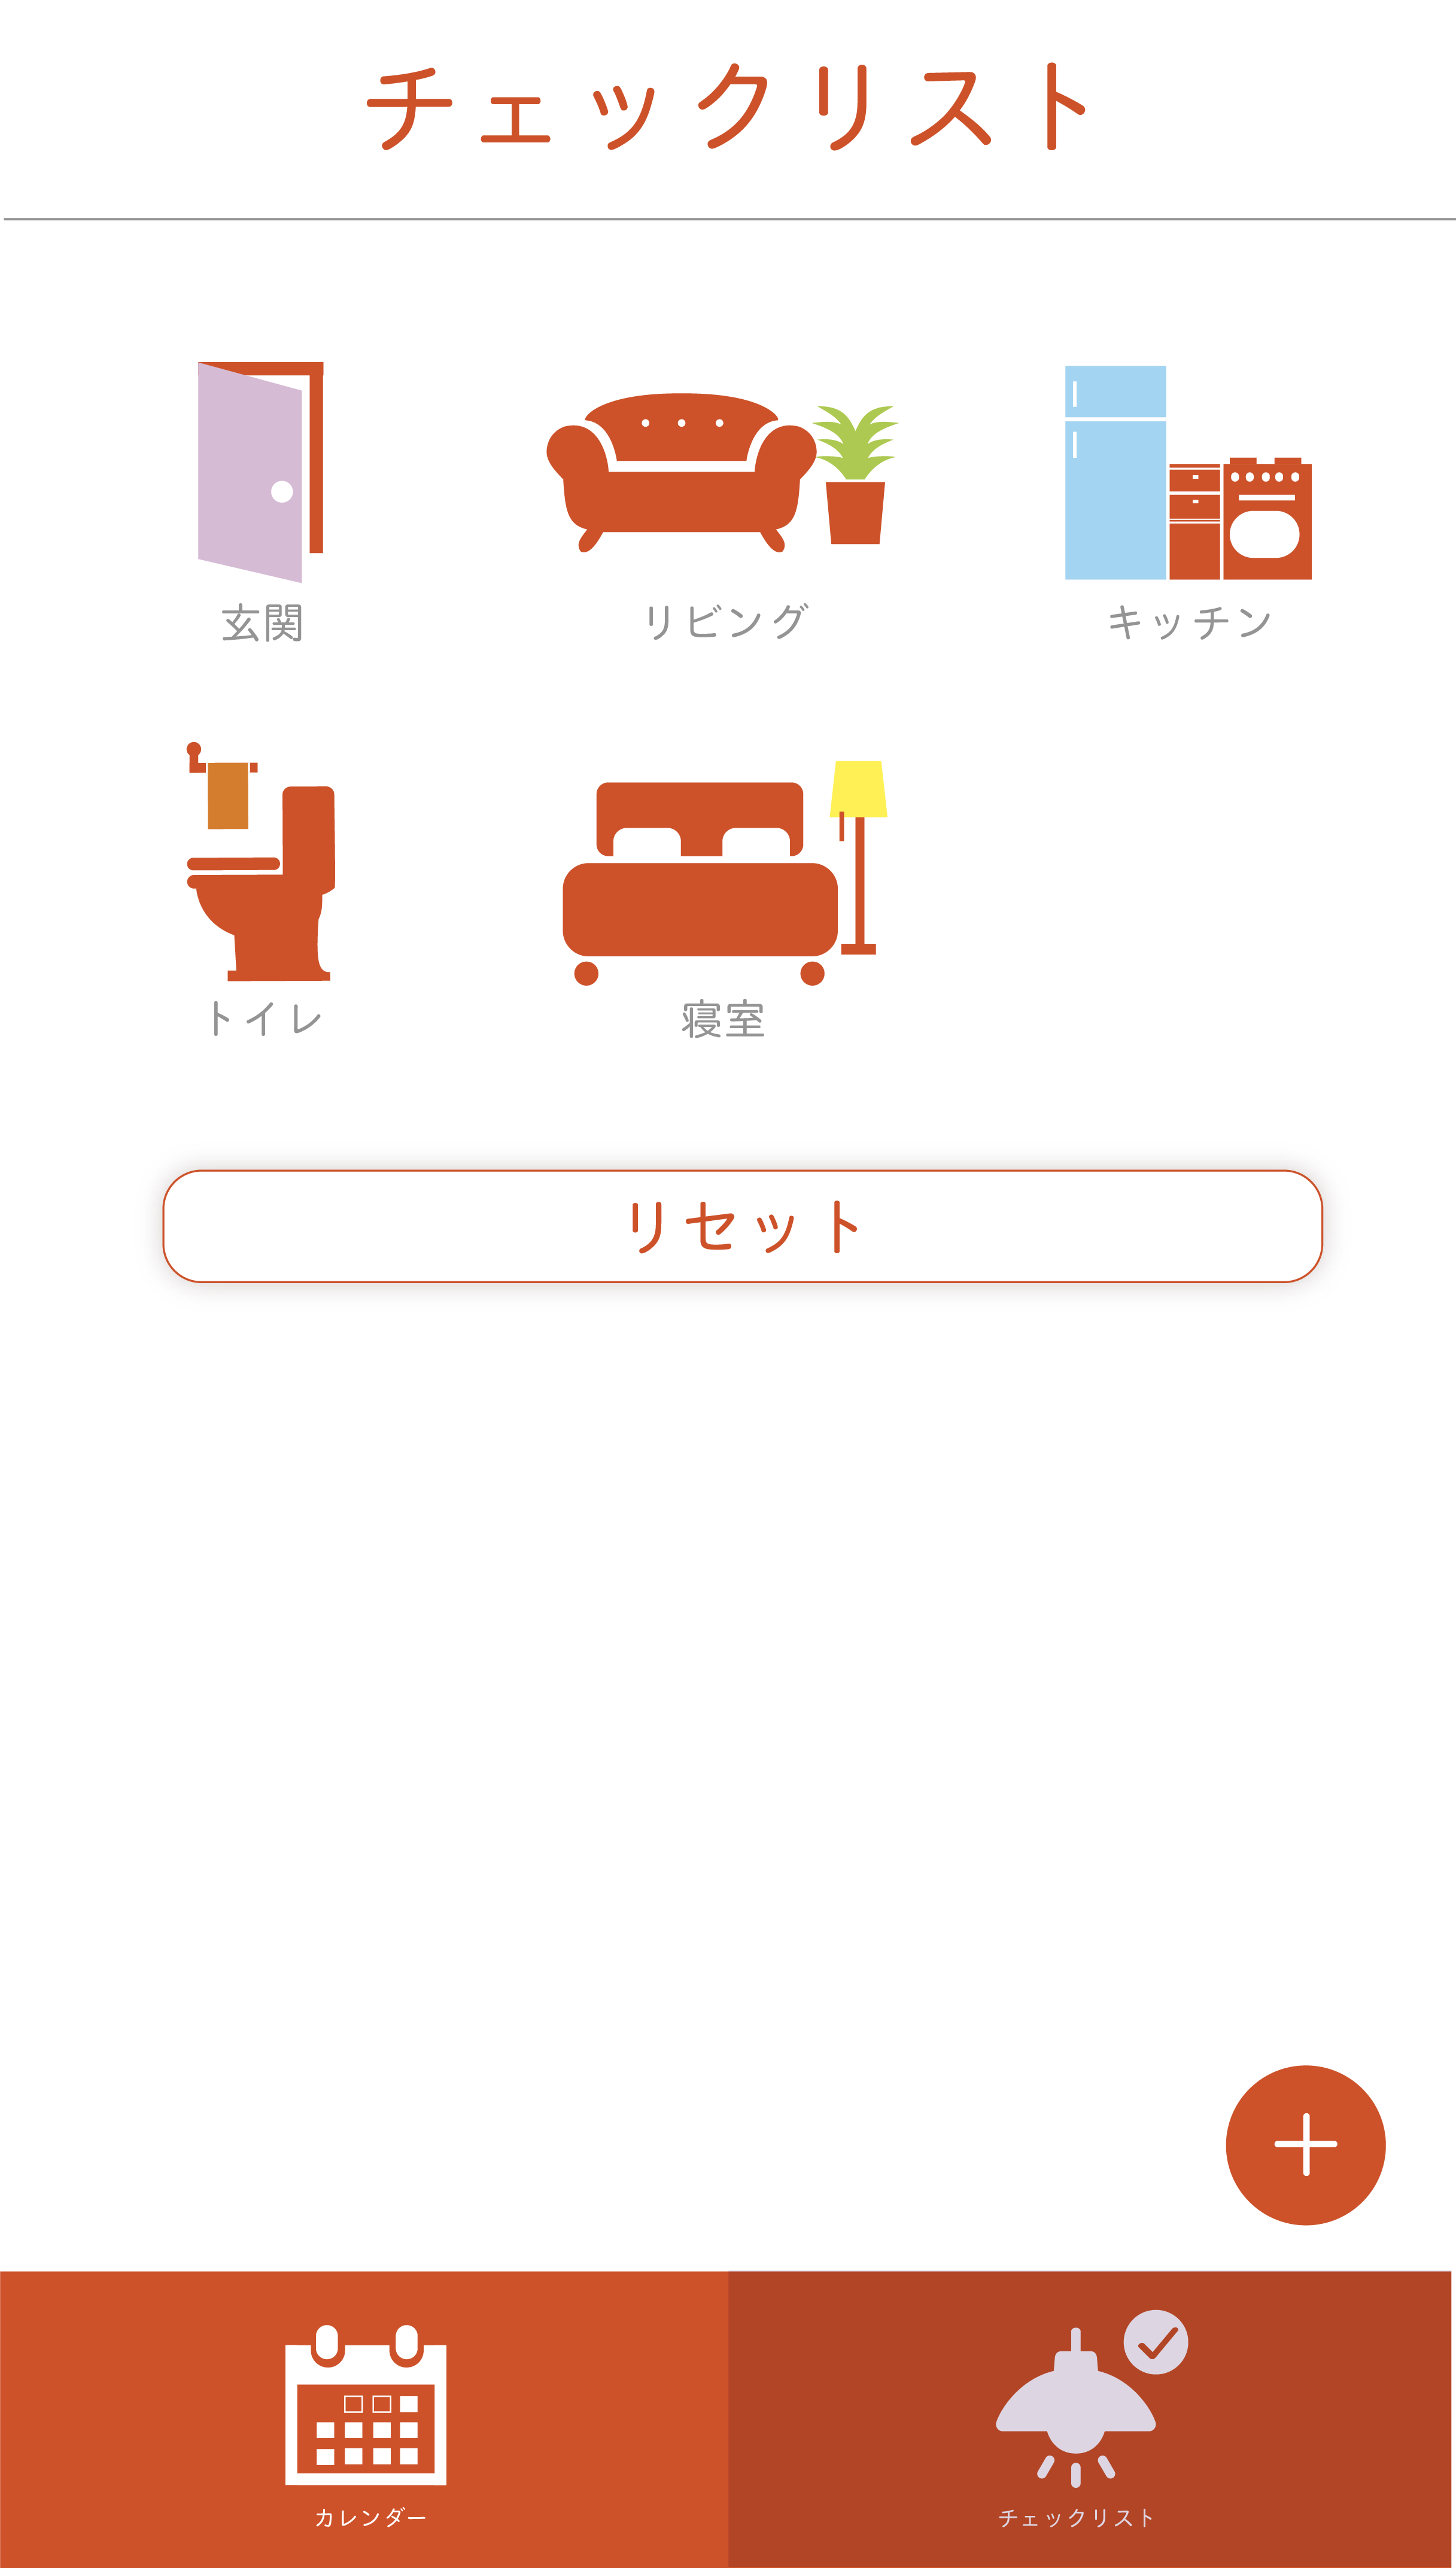 チェックリスト
玄関 リビング キッチン
トイレ 寝室
リセット
カレンダー チェックリスト